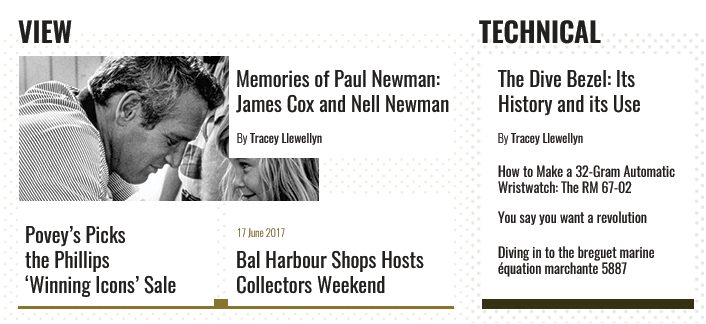 VIEW
Memories of Paul Newman:
James Cox and Nell Newman
By Tracey Llewellyn
Povey's Picks
the Phillips
‘Winning Icons’ Sale
17 June 2017
Bal Harbour Shops Hosts
Collectors Weekend
TECHNICAL
The Dive Bezel: Its
History and its Use
By Tracey Llewellyn
How to Make a 32-Gram Automatic
Wristwatch: The RM 67-02
You say you want a revolution
Diving in to the breguet marine
équation marchante 5887